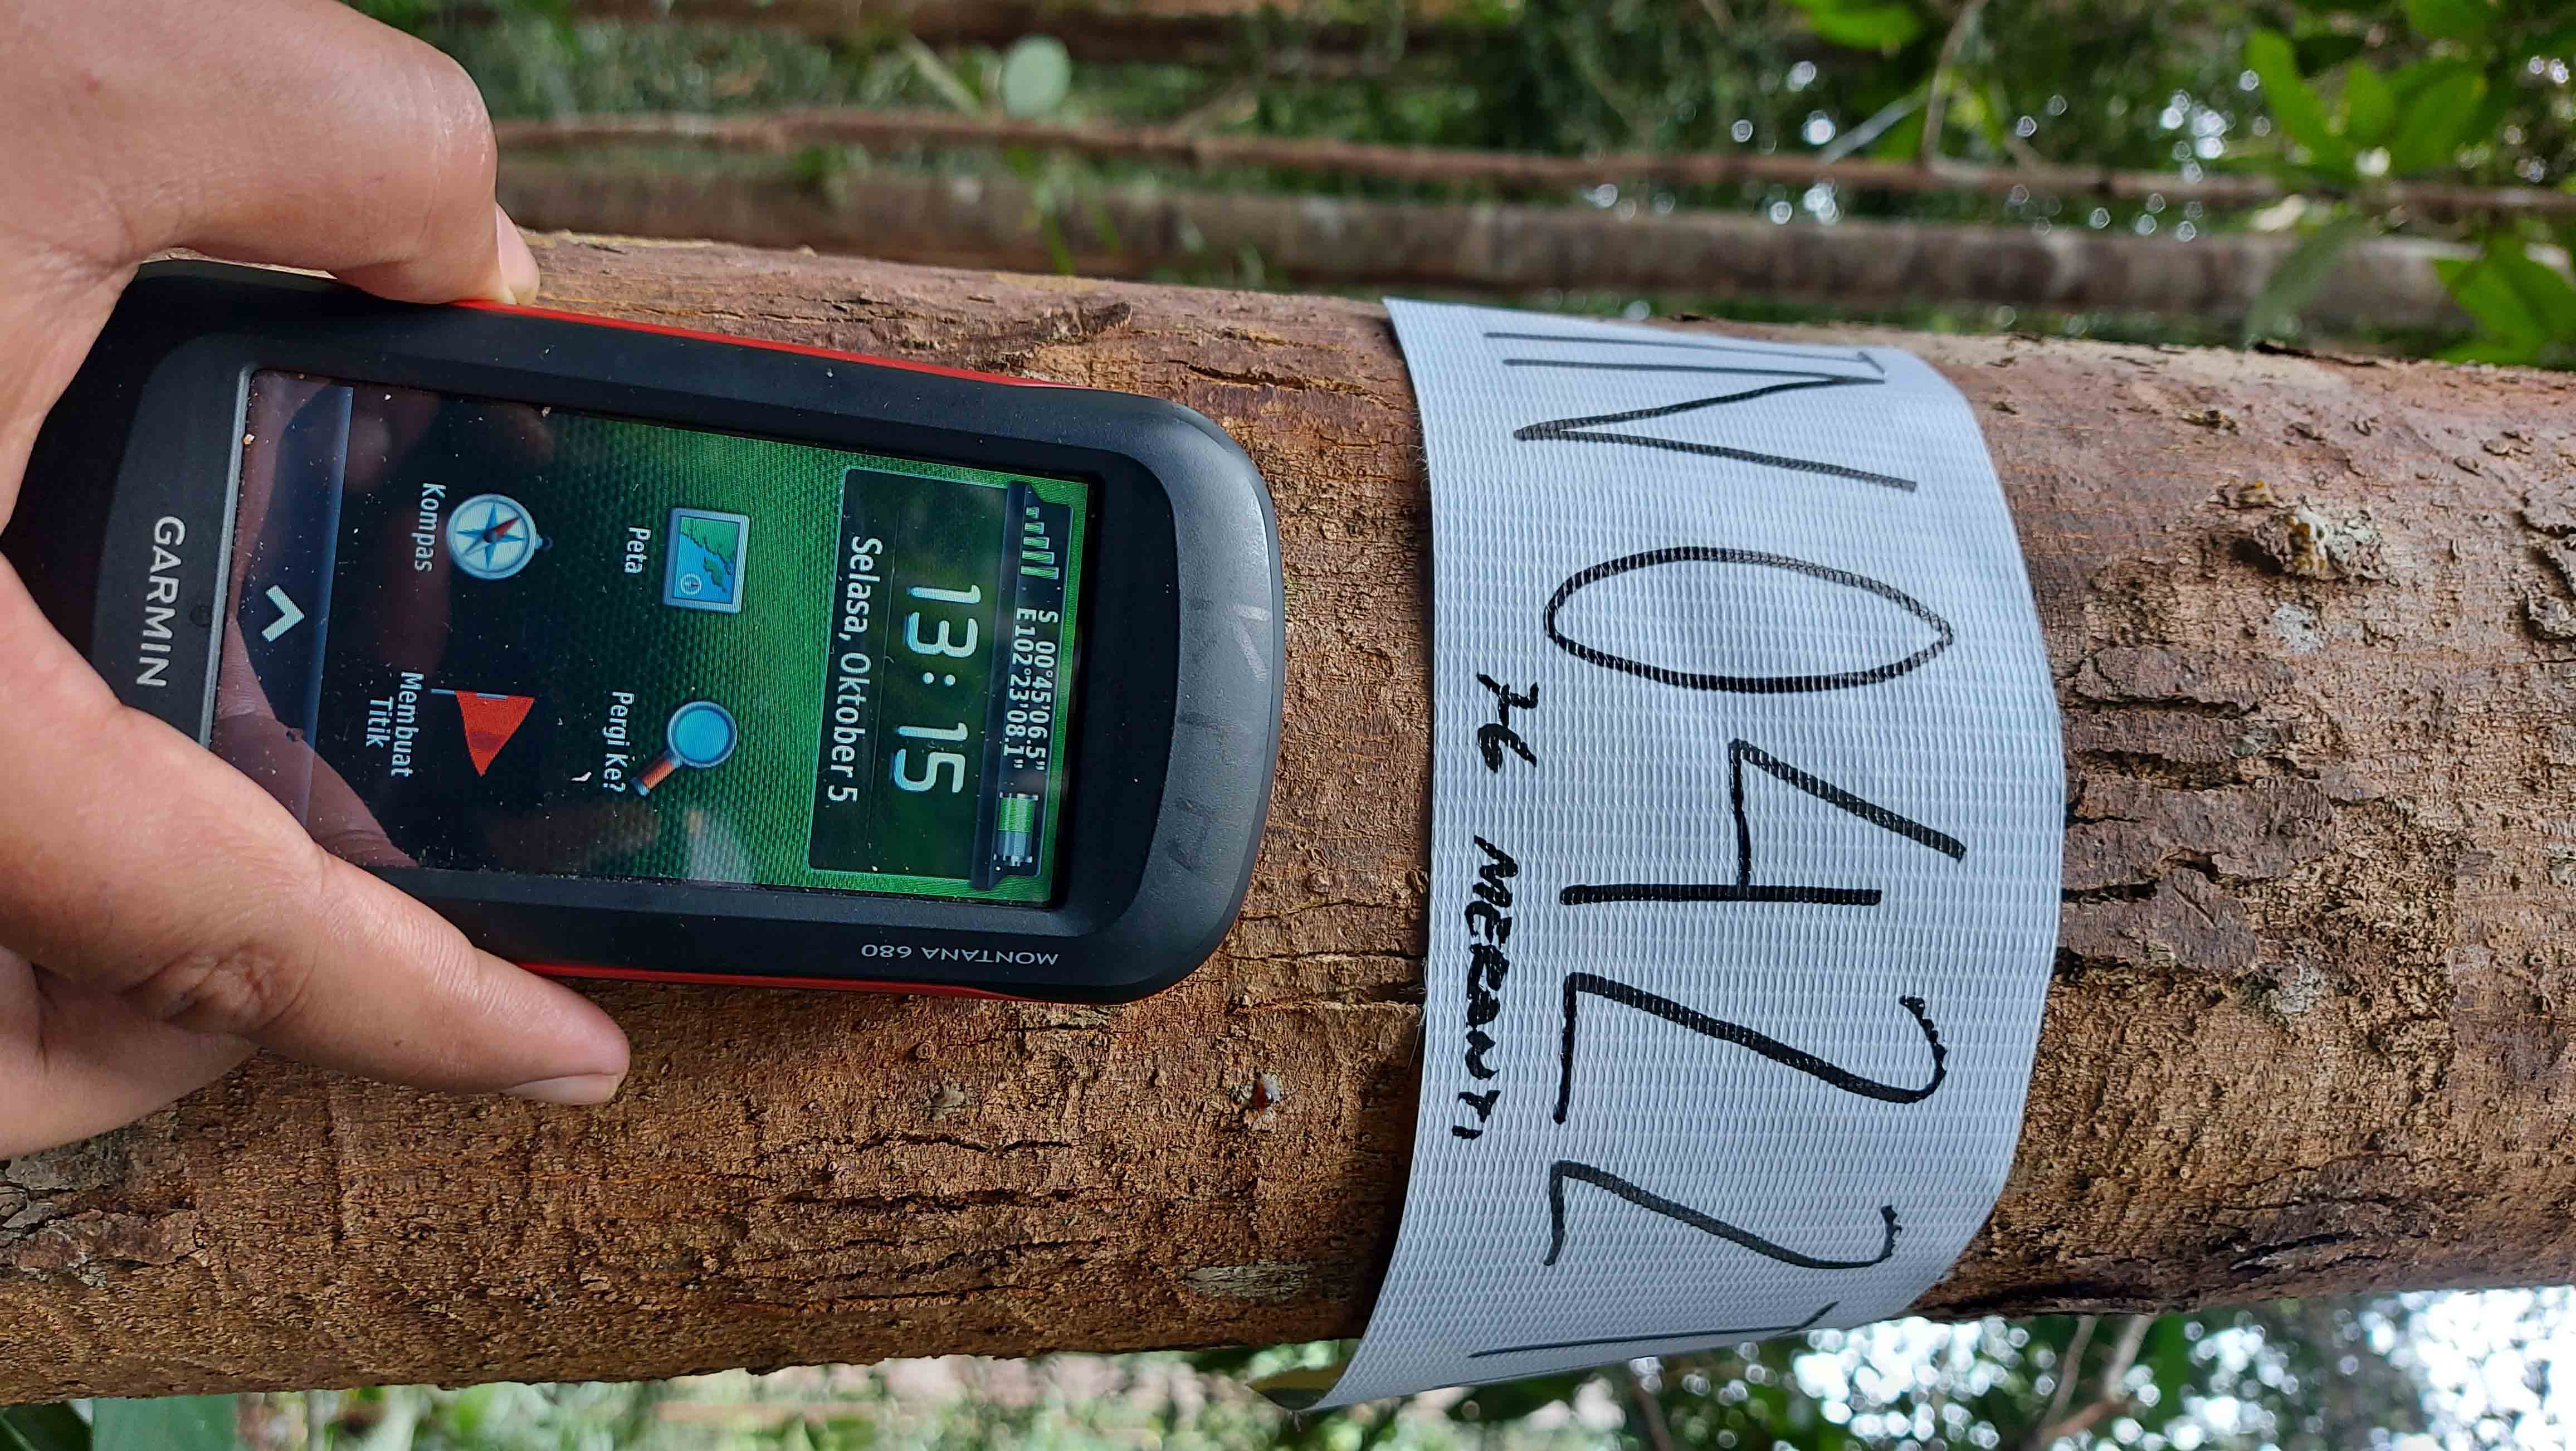 S 00°45'06.5"
E102°23'08.1"
13:15
Selasa, Oktober 5
Peta
Pergi Ke?
Kompas
Membuat
Titik
GARMIN
MONTANA 680
IN04221
76 MERANTI